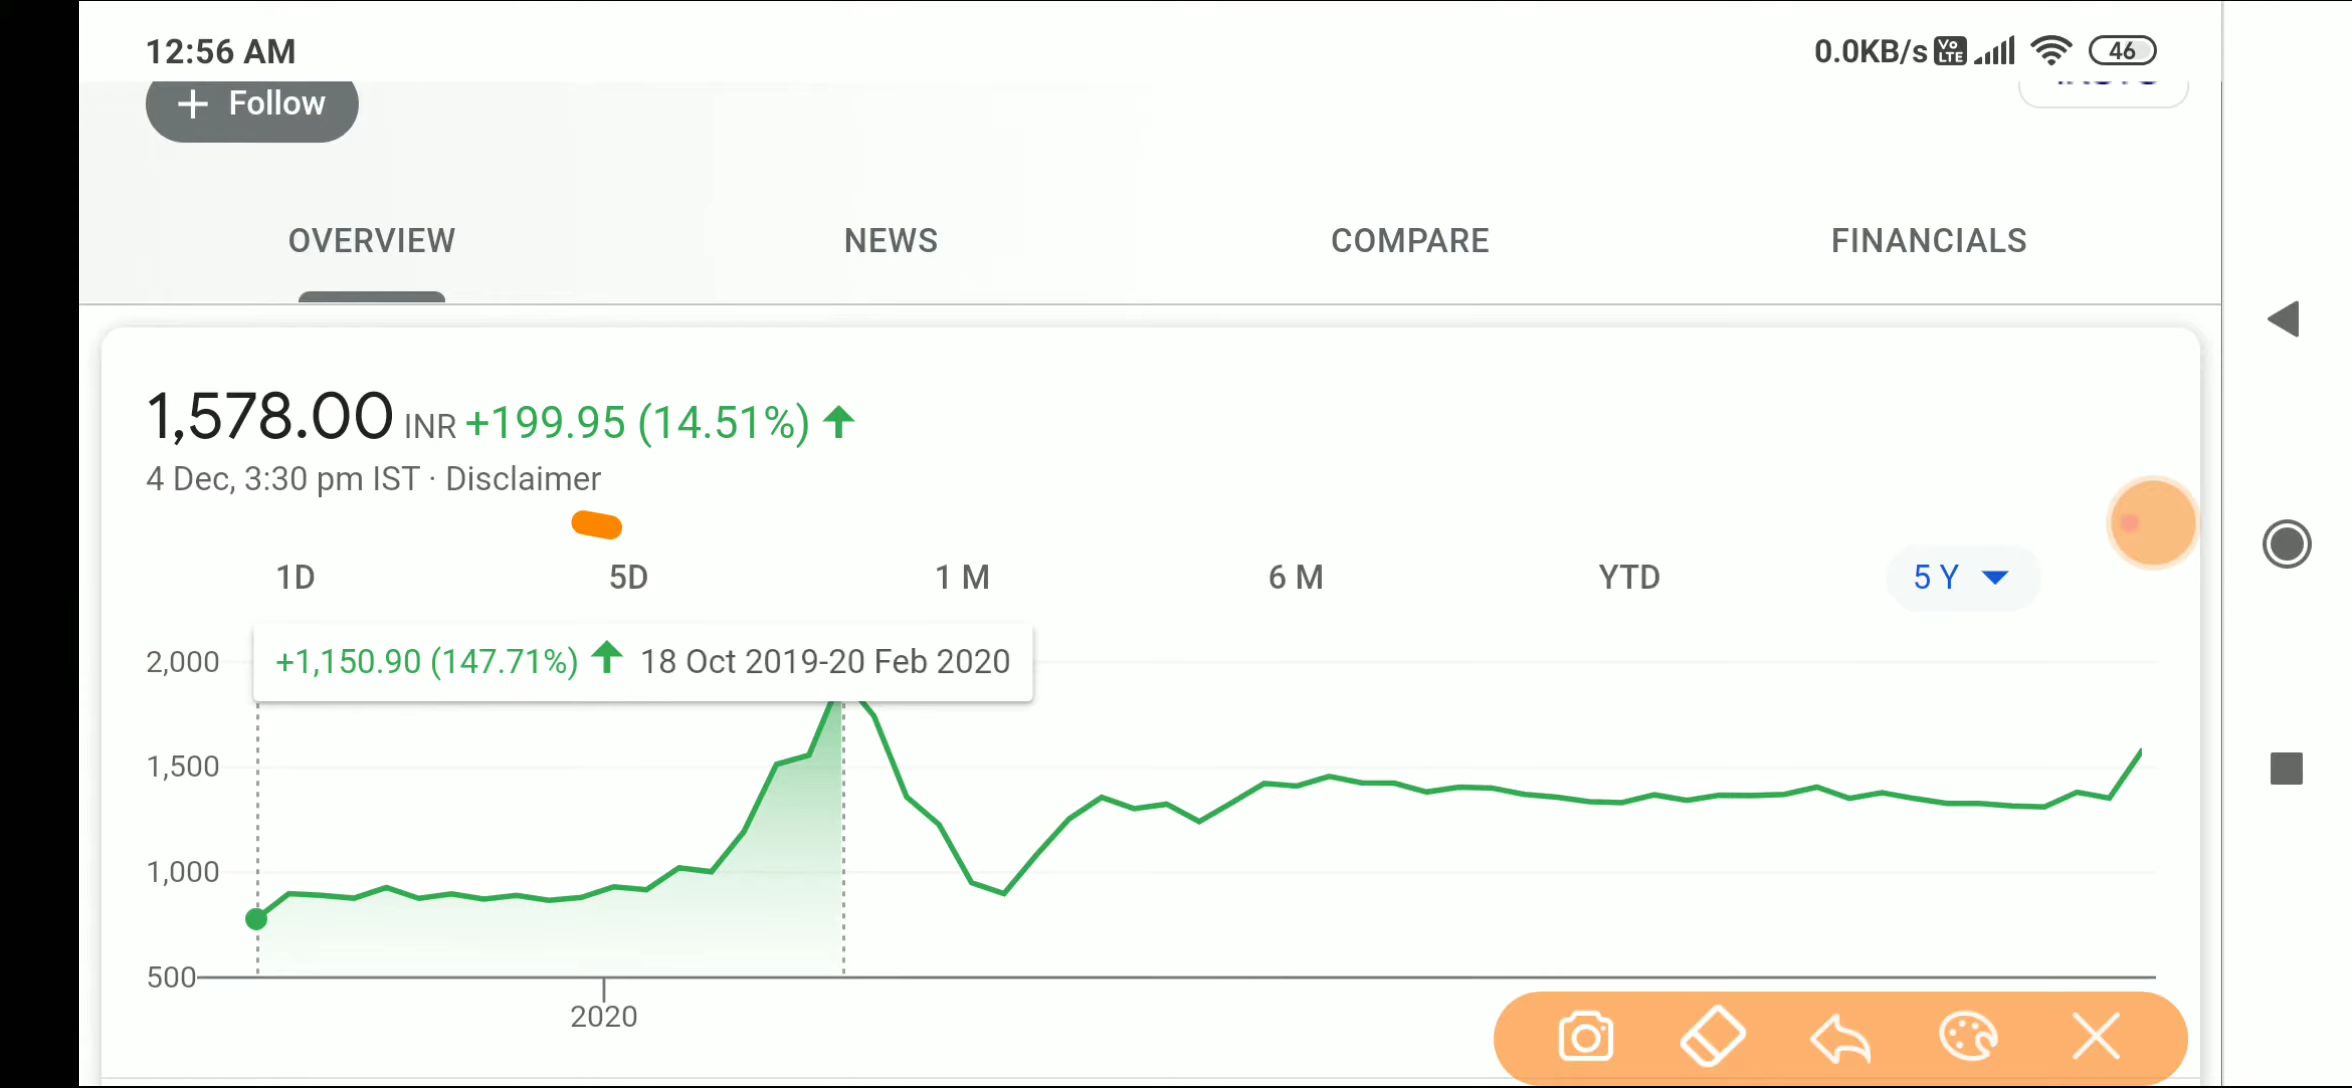 12:56 AM
0.0KB/s Vo LTE 46
+ Follow
OVERVIEW NEWS COMPARE FINANCIALS
1,578.00 INR +199.95 (14.51%)
4 Dec, 3:30 pm IST · Disclaimer
1D 5D 1 M 6 M YTD 5 Y
+1,150.90 (147.71%) 18 Oct 2019-20 Feb 2020
2,000
1,500
1,000
500
2020